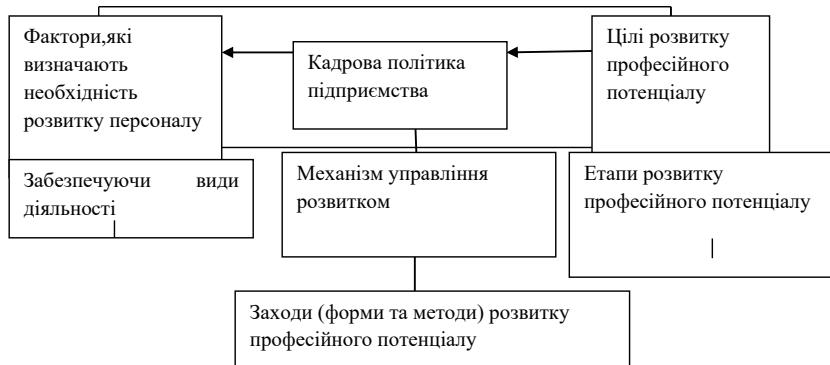 Фактори,які
визначають
необхідність
розвитку персоналу
Кадрова політика
підприємства
Цілі розвитку
професійного
потенціалу
Забезпечуючи види
діяльності
Механізм управління
розвитком
Етапи розвитку
професійного потенціалу
Заходи (форми та методи) розвитку
професійного потенціалу